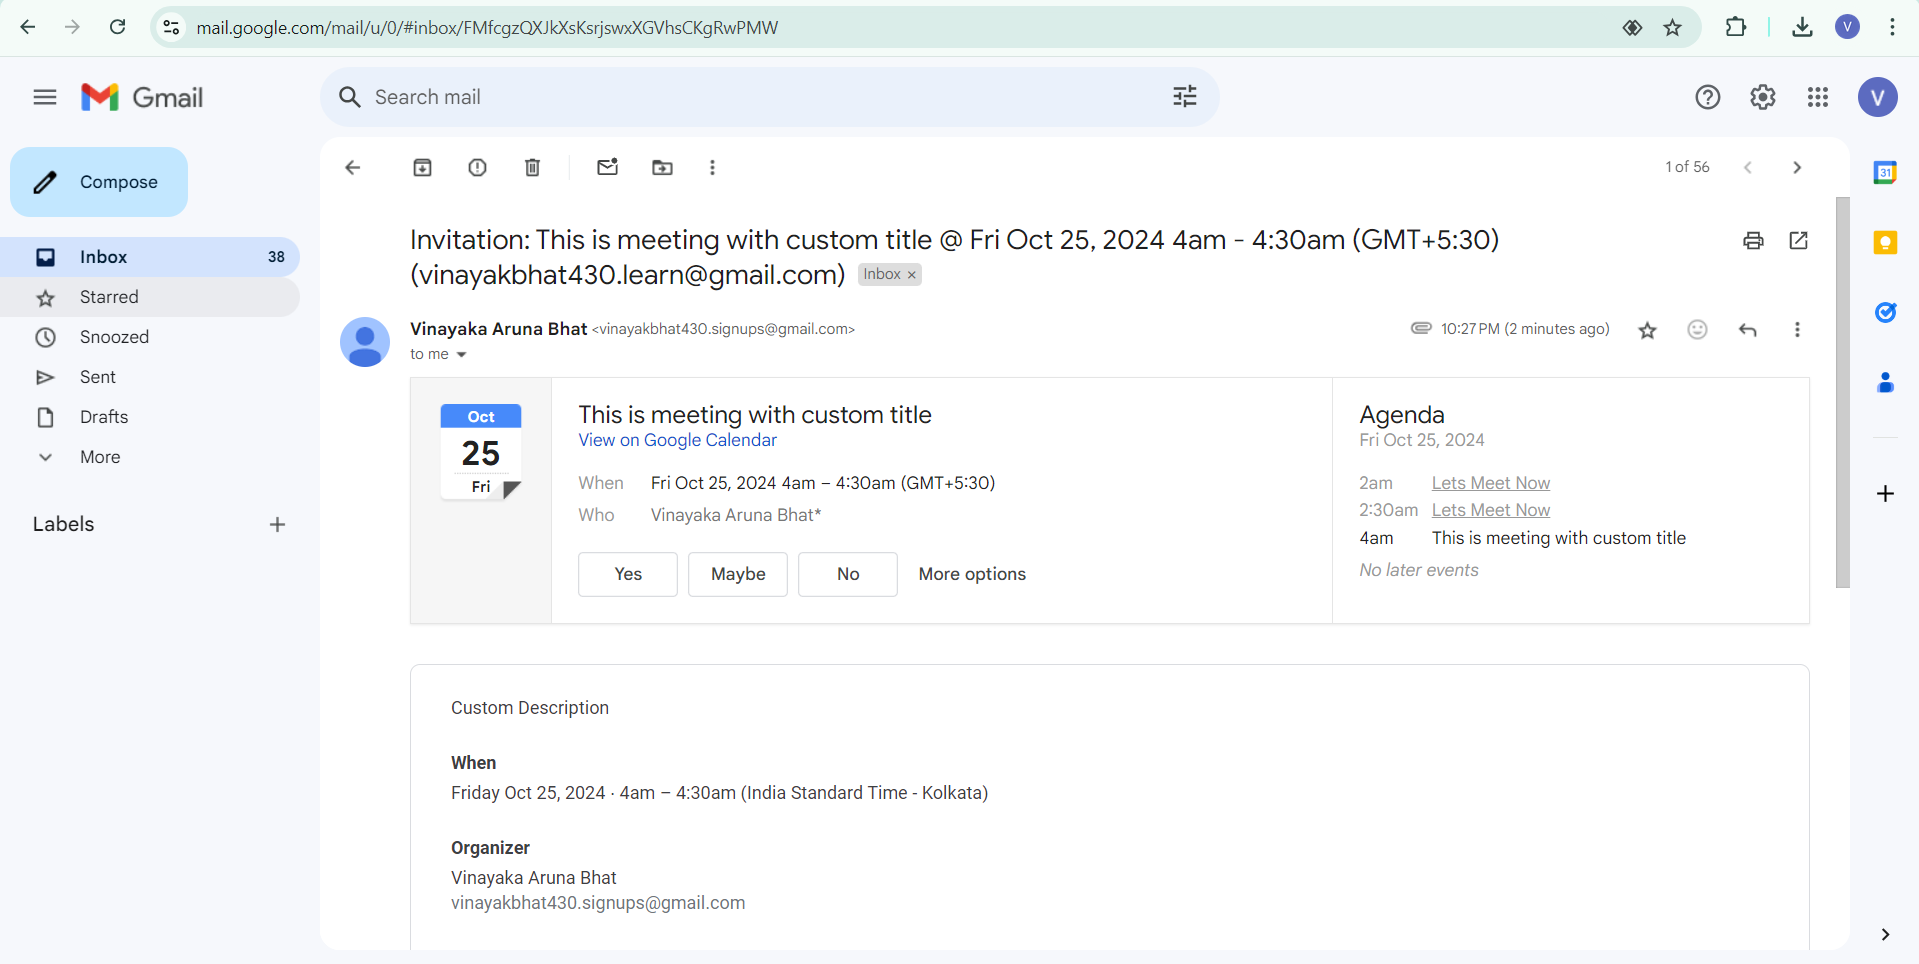 mail.google.com/mail/u/0/#inbox/FMfcgzQXJkXsKsrjswxXGVhsCKgRwPMW
V
Gmail
Search mail
V
Compose
Inbox 38
Starred
Snoozed
Sent
Drafts
More
Labels
1 of 56
Invitation: This is meeting with custom title @ Fri Oct 25, 2024 4am - 4:30am (GMT+5:30)
(vinayakbhat430.learn@gmail.com) Inbox ×
Vinayaka Aruna Bhat <vinayakbhat430.signups@gmail.com>
10:27 PM (2 minutes ago)
to me
Oct
25
Fri
This is meeting with custom title
View on Google Calendar
When Fri Oct 25, 2024 4am – 4:30am (GMT+5:30)
Who Vinayaka Aruna Bhat*
Yes Maybe No More options
Agenda
Fri Oct 25, 2024
2am Lets Meet Now
2:30am Lets Meet Now
4am This is meeting with custom title
No later events
Custom Description
When
Friday Oct 25, 2024 · 4am – 4:30am (India Standard Time - Kolkata)
Organizer
Vinayaka Aruna Bhat
vinayakbhat430.signups@gmail.com
31